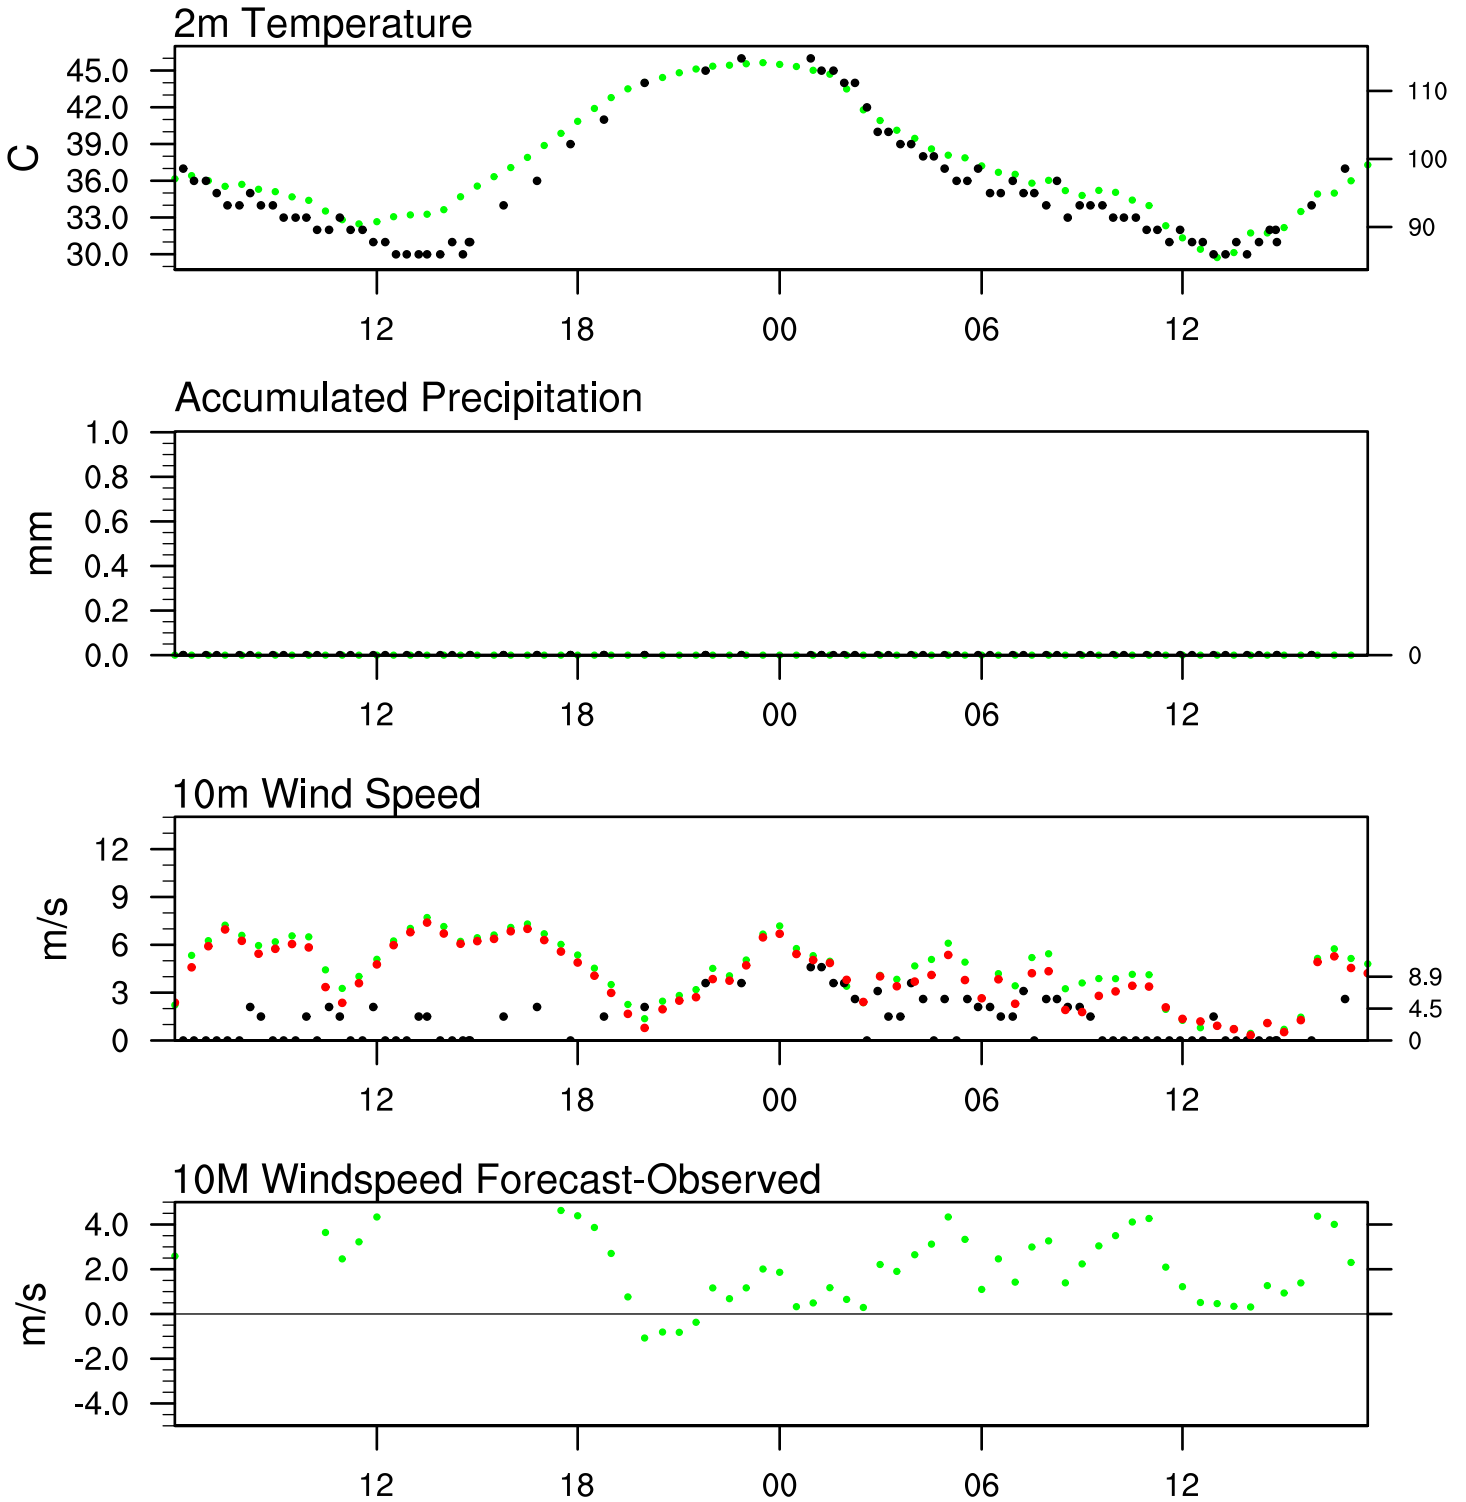 2m Temperature
45.0
42.0
39.0
36.0
33.0
30.0
C
110
100
90
12 18 00 06 12
Accumulated Precipitation
1.0
0.8
0.6
0.4
0.2
0.0
mm
0
12 18 00 06 12
10m Wind Speed
12
9
6
3
0
m/s
8.9
4.5
0
12 18 00 06 12
10M Windspeed Forecast-Observed
4.0
2.0
0.0
-2.0
-4.0
m/s
12 18 00 06 12